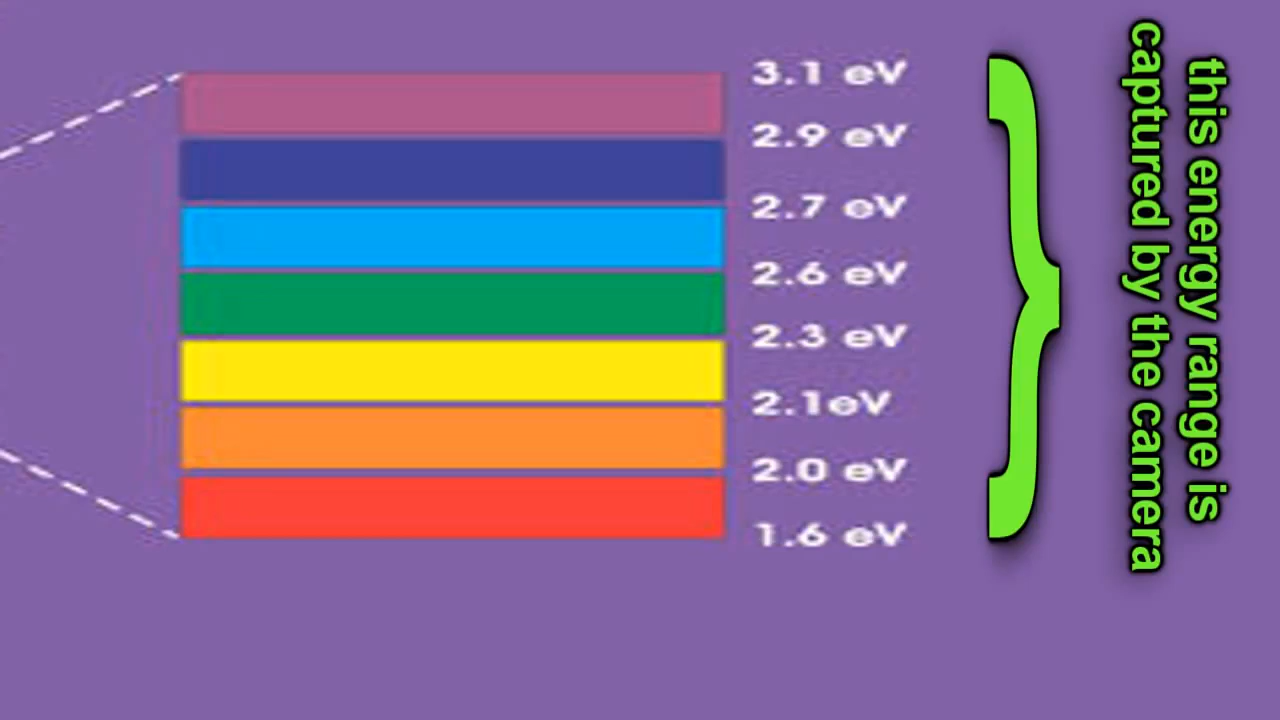 3.1 eV
2.9 eV
2.7 eV
2.6 eV
2.3 eV
2.1eV
2.0 eV
1.6 eV
this energy range is
captured by the camera